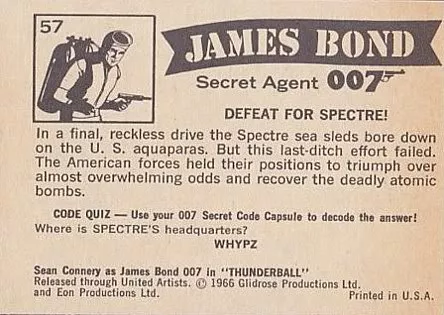 57
JAMES BOND
Secret Agent 007
DEFEAT FOR SPECTRE!
In a final, reckless drive the Spectre sea sleds bore down
on the U. S. aquaparas. But this last-ditch effort failed.
The American forces held their positions to triumph over
almost overwhelming odds and recover the deadly atomic
bombs.
CODE QUIZ — Use your 007 Secret Code Capsule to decode the answer!
Where is SPECTRE'S headquarters?
WHYPZ
Sean Connery as James Bond 007 in "THUNDERBALL"
Released through United Artists. © 1966 Glidrose Productions Ltd.
and Eon Productions Ltd.
Printed in U.S.A.